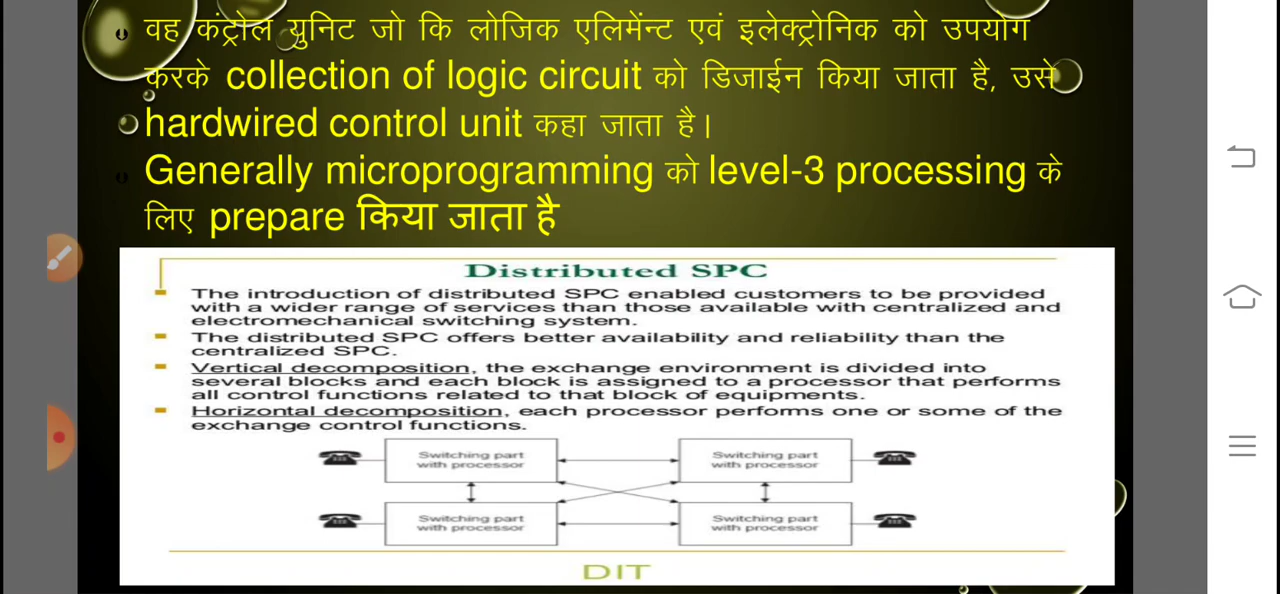 वह कंट्रोल युनिट जो कि लोजिक एलिमेंन्ट एवं इलेक्ट्रोनिक को उपयोग
करके collection of logic circuit को डिजाईन किया जाता है, उसे
hardwired control unit कहा जाता है।
Generally microprogramming को level-3 processing के
लिए prepare किया जाता है
Distributed SPC
The introduction of distributed SPC enabled customers to be provided
with a wider range of services than those available with centralized and
electromechanical switching system.
The distributed SPC offers better availability and reliability than the
centralized SPC.
Vertical decomposition, the exchange environment is divided into
several blocks and each block is assigned to a processor that performs
all control functions related to that block of equipments.
Horizontal decomposition, each processor performs one or some of the
exchange control functions.
Switching part
with processor
Switching part
with processor
Switching part
with processor
Switching part
with processor
DIT